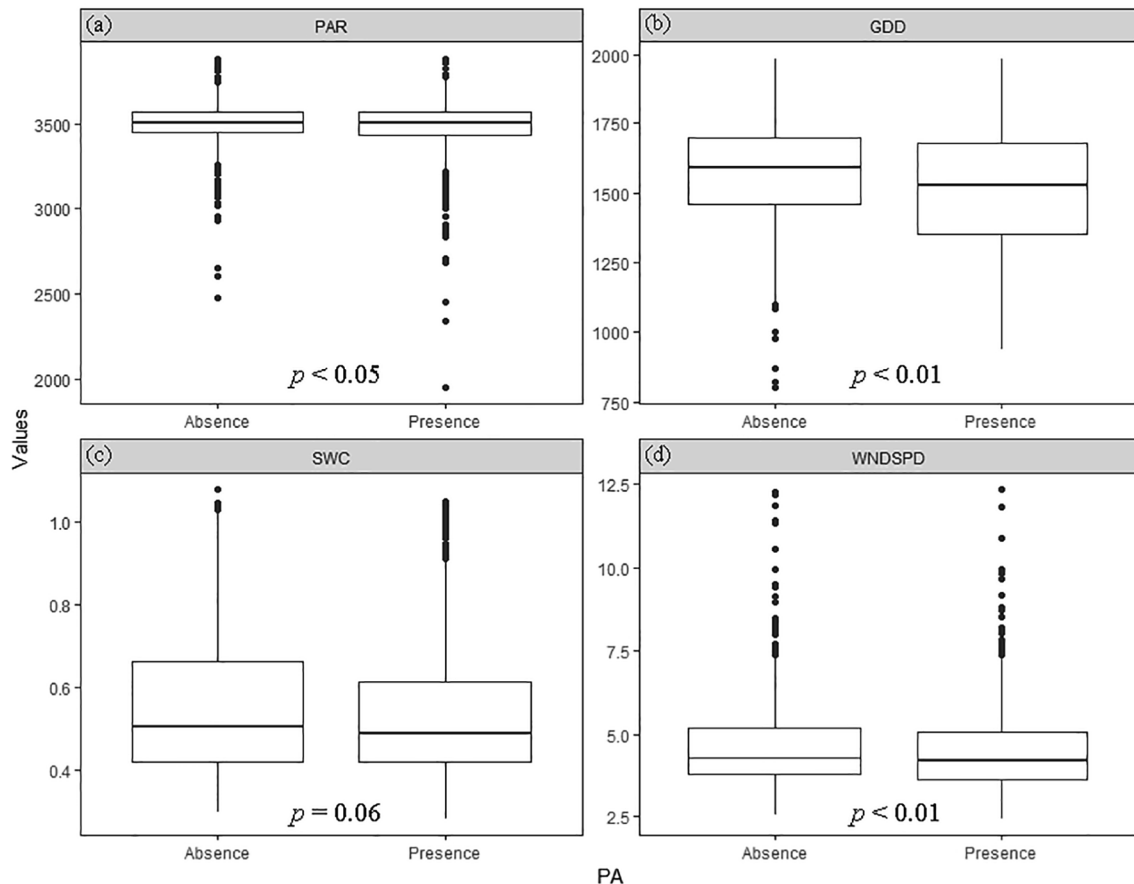 (a) PAR
(b) GDD
3500
3000
2500
2000
p < 0.05
Absence Presence
2000
1750
1500
1250
1000
750
p < 0.01
Absence Presence
Values
(c) SWC
(d) WNDSPD
1.0
0.8
0.6
0.4
p = 0.06
Absence Presence
12.5
10.0
7.5
5.0
2.5
p < 0.01
Absence Presence
PA